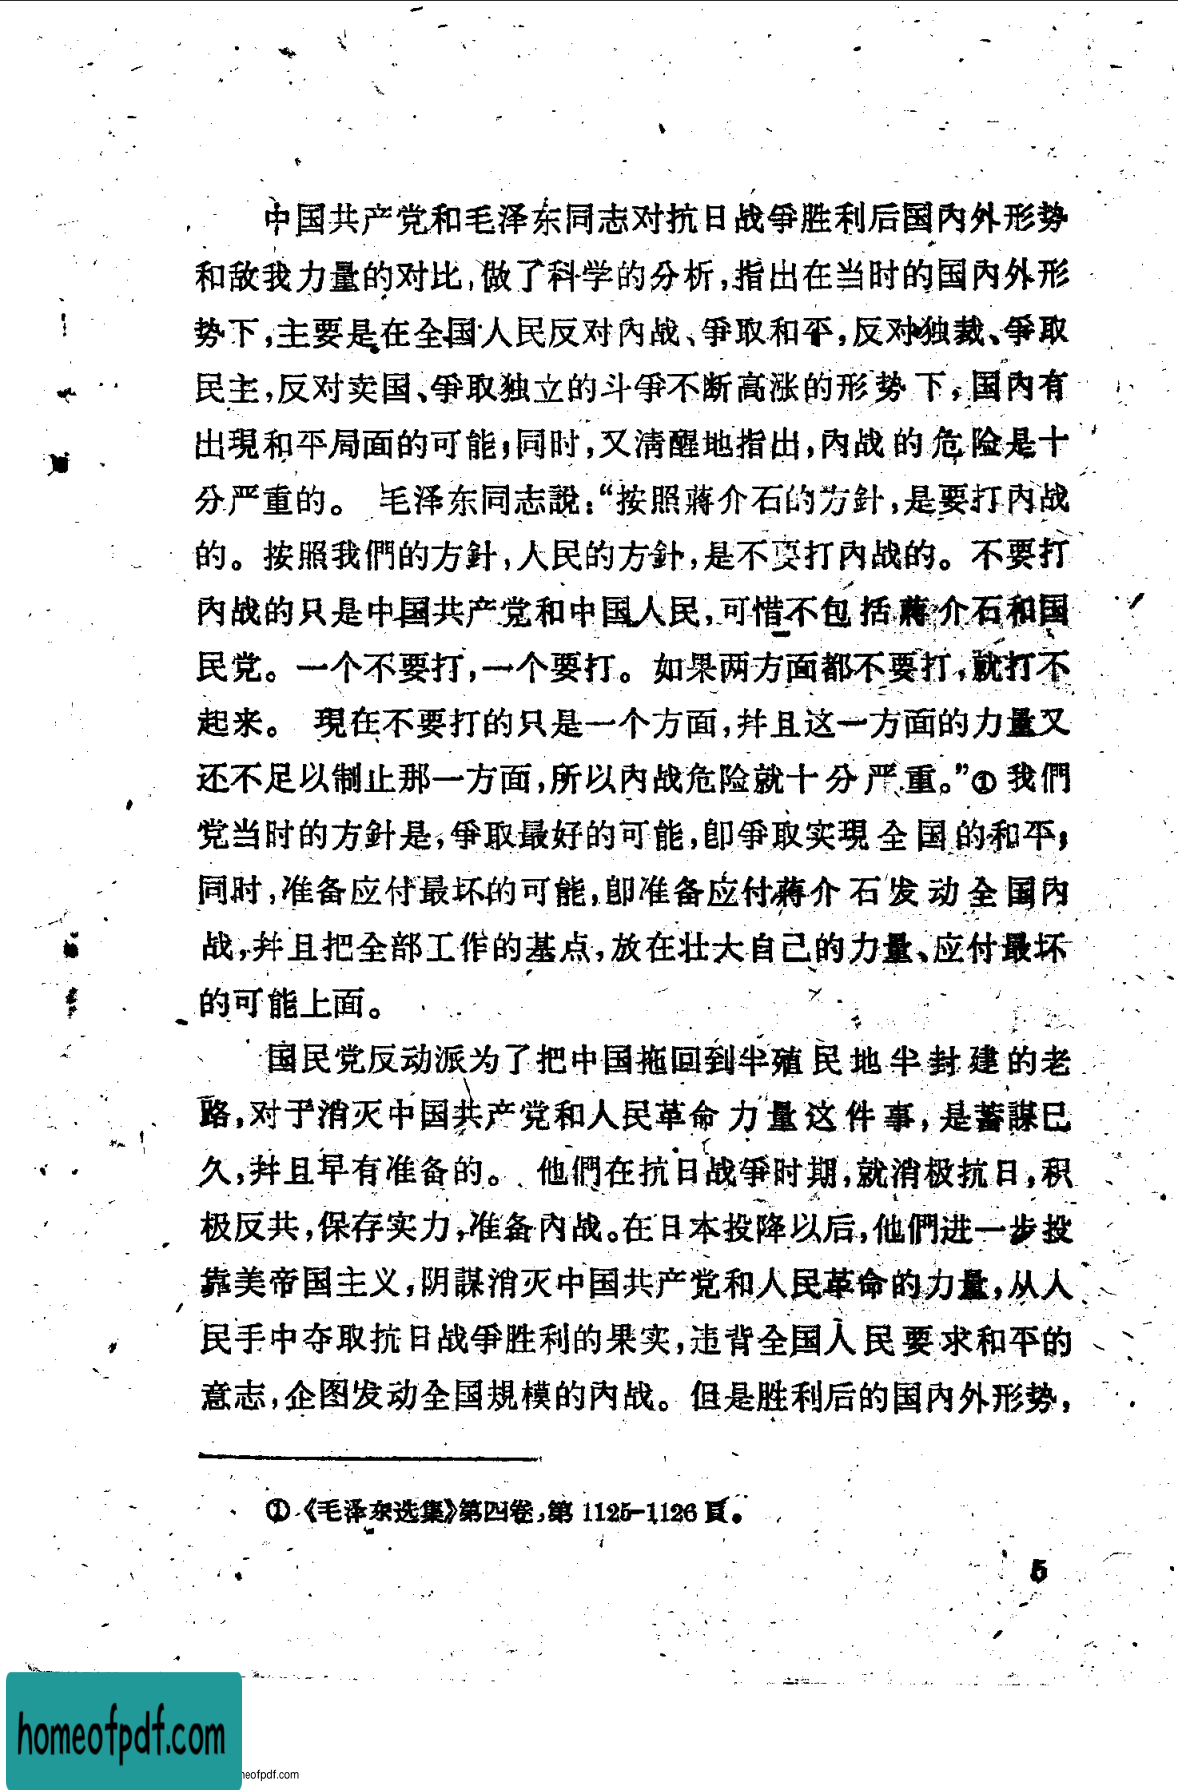 中国共产党和毛泽东同志对抗日战爭胜利后国內外形势
和敌我力量的对比,做了科学的分析,指出在当时的国內外形
势下,主要是在全国人民反对內战、爭取和平,反对独裁、爭取
民主,反对卖国、爭取独立的斗爭不断高涨的形势下,国內有
出現和平局面的可能;同时,又清醒地指出,內战的危险是十
分严重的。毛泽东同志說:“按照蔣介石的方針,是要打內战
的。按照我們的方針,人民的方針,是不要打內战的。不要打
內战的只是中国共产党和中国人民,可惜不包括蔣介石和国
民党。一个不要打,一个要打。如果两方面都不要打,就打不
起来。現在不要打的只是一个方面,幷且这一方面的力量又
还不足以制止那一方面,所以內战危险就十分严重。”①我們
党当时的方針是,爭取最好的可能,卽爭取实現全国的和平;
同时,准备应付最坏的可能,卽准备应付蔣介石发动全国內
战,幷且把全部工作的基点,放在壮大自己的力量、应付最坏
的可能上面。
国民党反动派为了把中国拖回到半殖民地半封建的老
路,对于消灭中国共产党和人民革命力量这件事,是蓄謀已
久,幷且早有准备的。他們在抗日战爭时期,就消极抗日,积
极反共,保存实力,准备內战。在日本投降以后,他們进一步投
靠美帝国主义,阴謀消灭中国共产党和人民革命的力量,从人
民手中夺取抗日战爭胜利的果实,违背全国人民要求和平的
意志,企图发动全国規模的內战。但是胜利后的国內外形势,
①《毛泽东选集》第四卷,第 1125-1126 頁。
5
homeofpdf.com
neofpdf.com